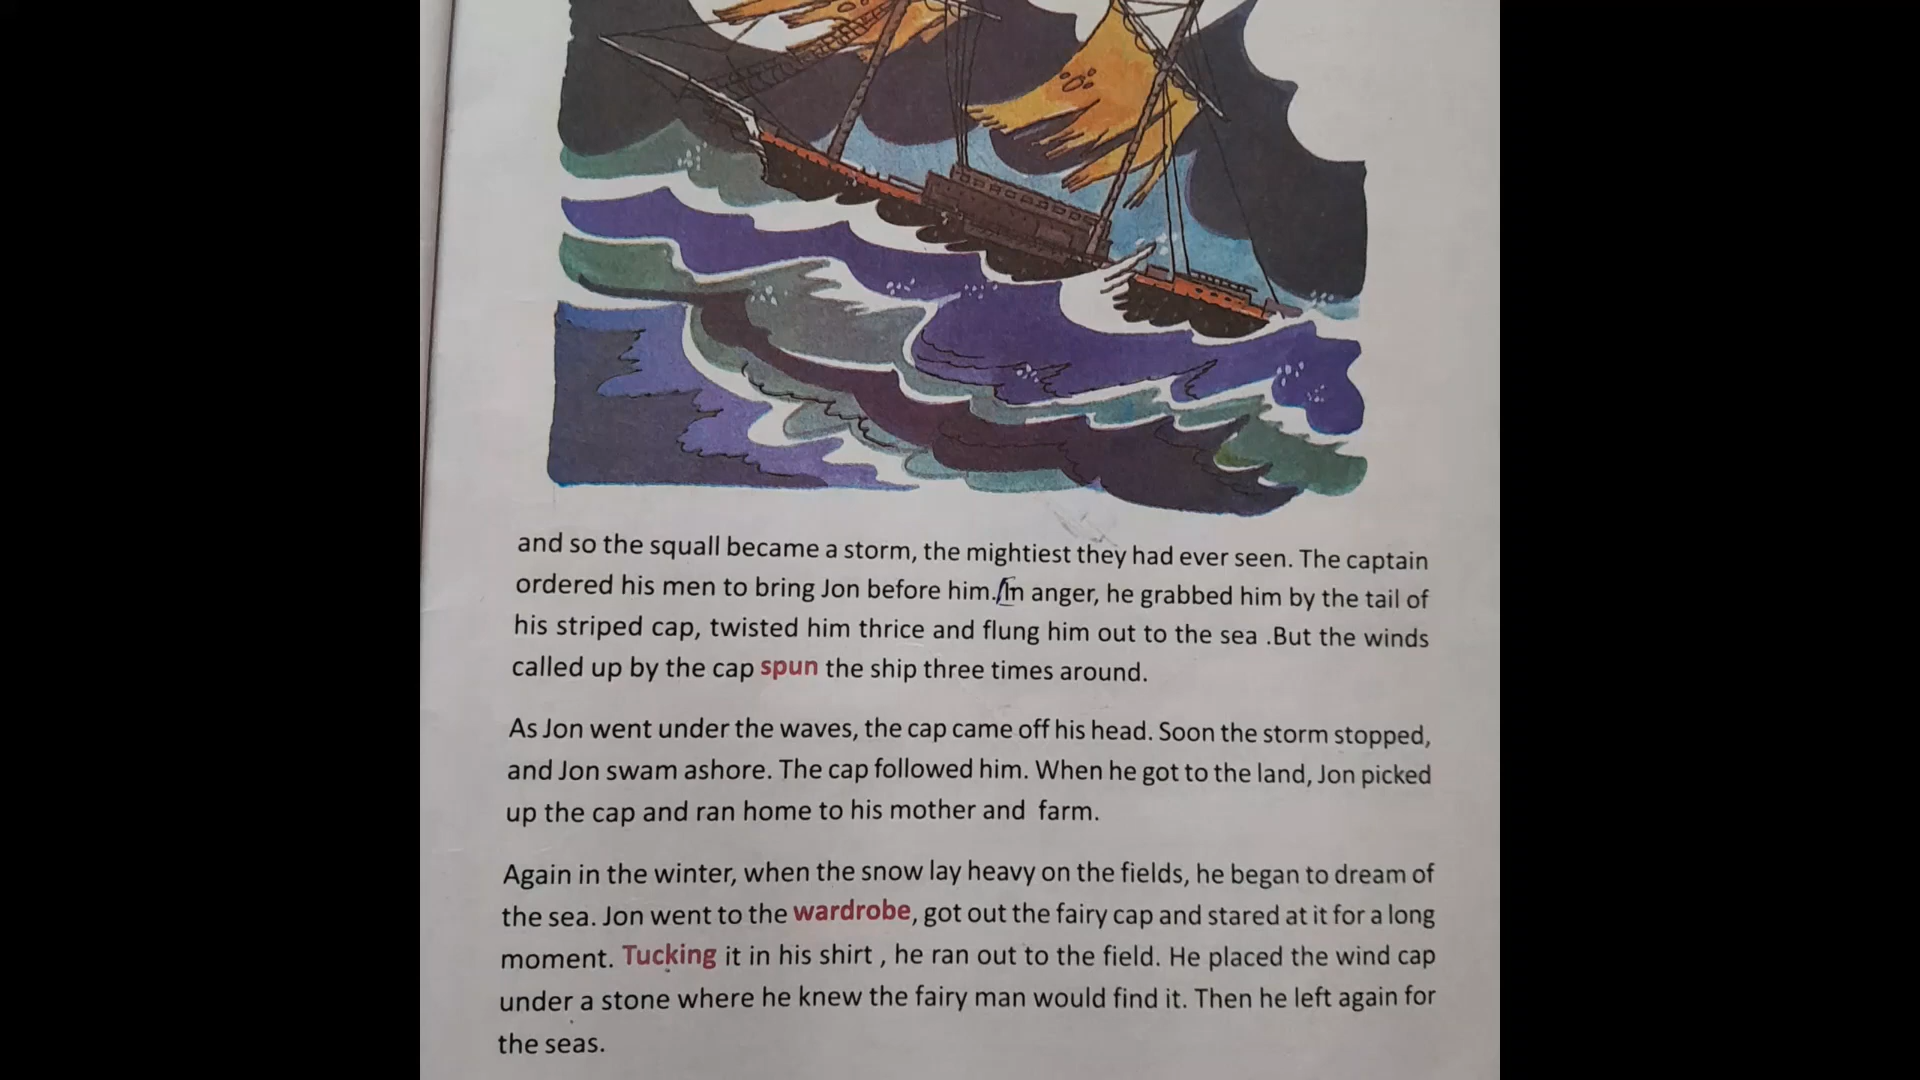 and so the squall became a storm, the mightiest they had ever seen. The captain
ordered his men to bring Jon before him. In anger, he grabbed him by the tail of
his striped cap, twisted him thrice and flung him out to the sea .But the winds
called up by the cap spun the ship three times around.
As Jon went under the waves, the cap came off his head. Soon the storm stopped,
and Jon swam ashore. The cap followed him. When he got to the land, Jon picked
up the cap and ran home to his mother and farm.
Again in the winter, when the snow lay heavy on the fields, he began to dream of
the sea. Jon went to the wardrobe, got out the fairy cap and stared at it for a long
moment. Tucking it in his shirt , he ran out to the field. He placed the wind cap
under a stone where he knew the fairy man would find it. Then he left again for
the seas.